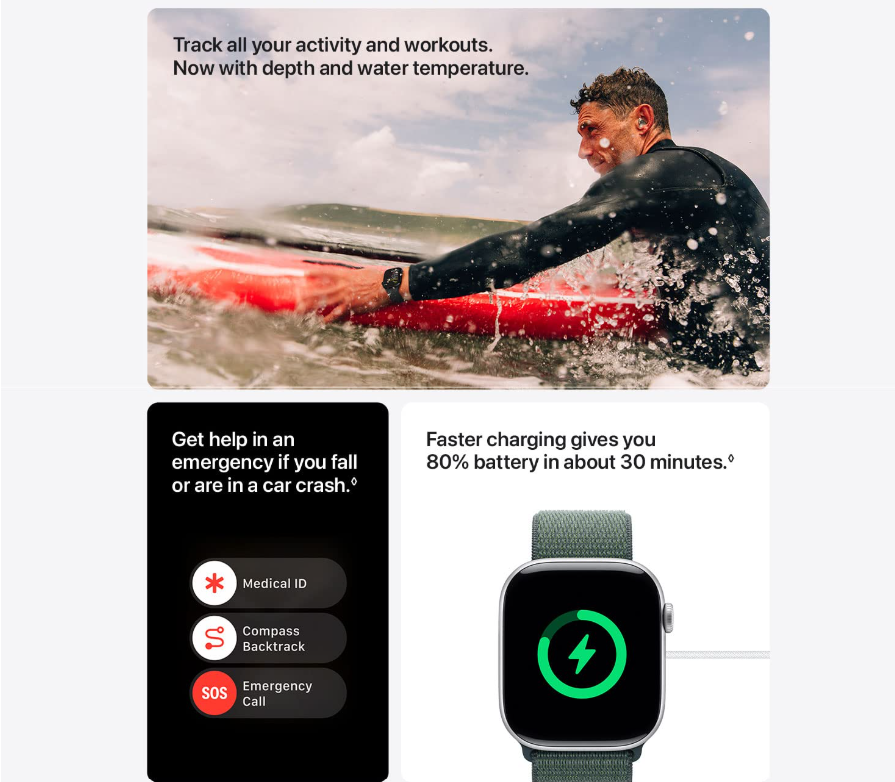 Track all your activity and workouts.
Now with depth and water temperature.
Get help in an
emergency if you fall
or are in a car crash.◊
Medical ID
Compass
Backtrack
SOS
Emergency
Call
Faster charging gives you
80% battery in about 30 minutes.◊